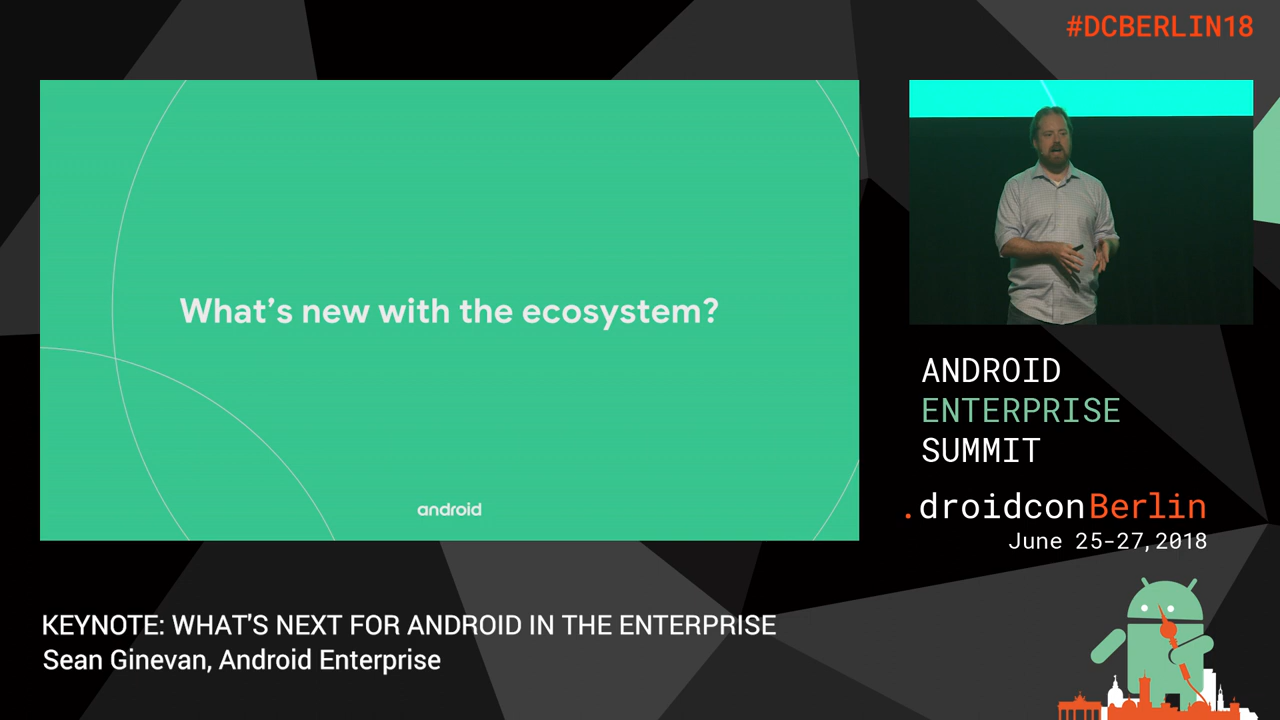 #DCBERLIN18
What's new with the ecosystem?
android
ANDROID
ENTERPRISE
SUMMIT
.droidconBerlin
June 25-27, 2018
KEYNOTE: WHAT'S NEXT FOR ANDROID IN THE ENTERPRISE
Sean Ginevan, Android Enterprise